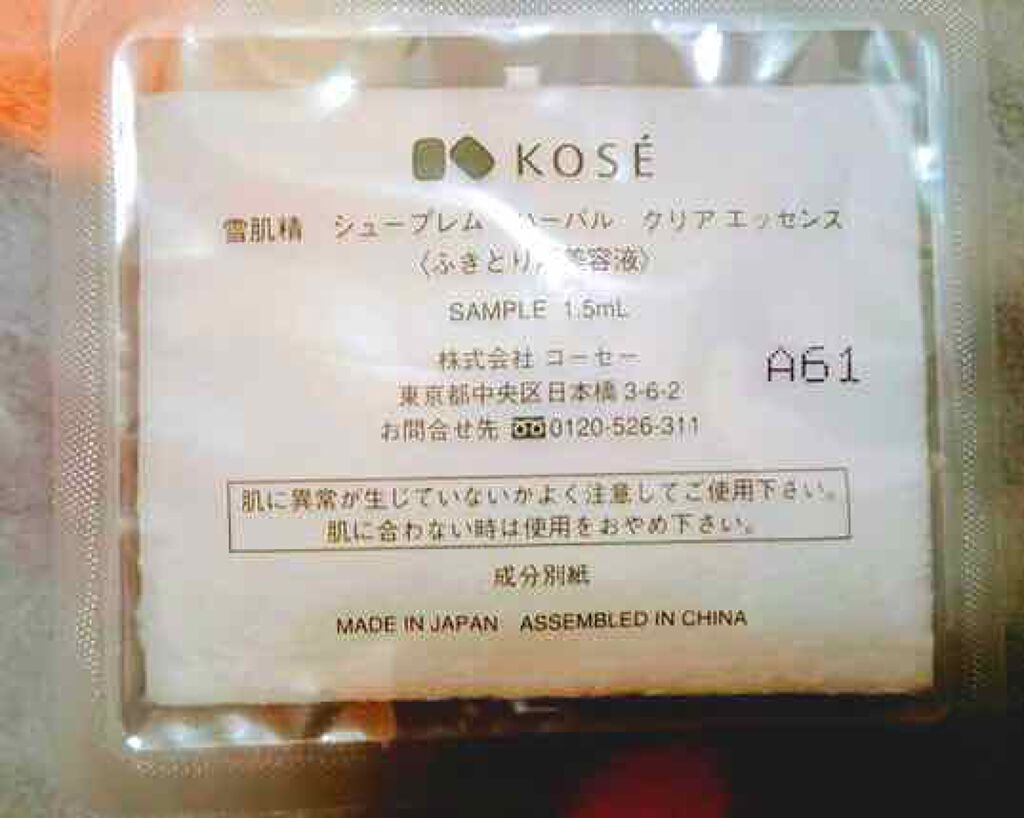 KOSÉ
雪肌精 シュープレム ハーバル クリア エッセンス
〈ふきとり用美容液〉
SAMPLE 1.5mL
株式会社 コーセー
A61
東京都中央区日本橋 3-6-2
お問合せ先 0120-526-311
肌に異常が生じていないかよく注意してご使用下さい。
肌に合わない時は使用をおやめ下さい。
成分別紙
MADE IN JAPAN ASSEMBLED IN CHINA